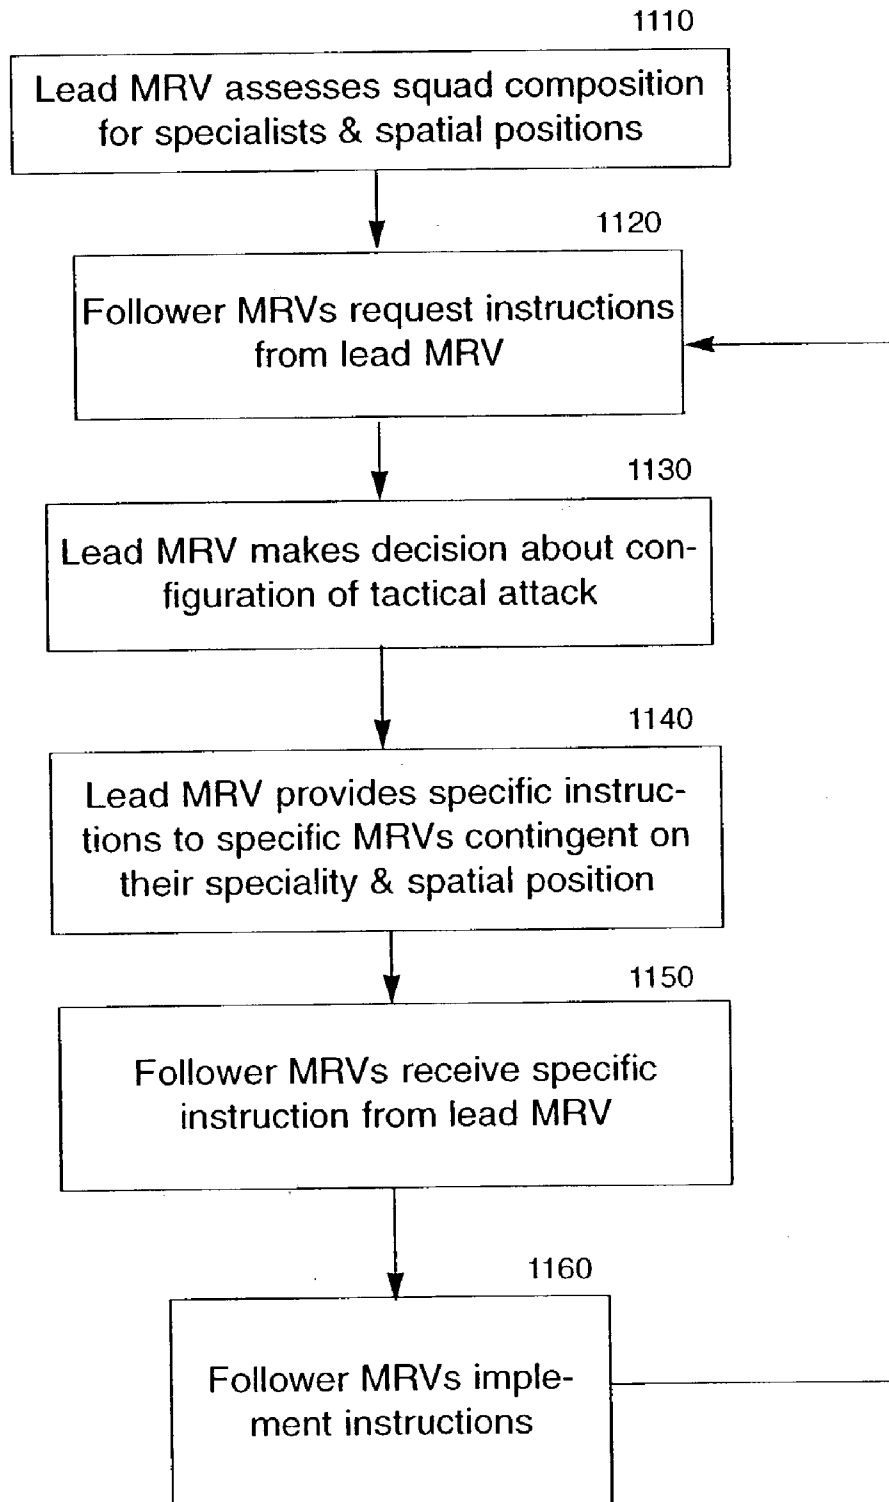 1110
Lead MRV assesses squad composition
for specialists & spatial positions
1120
Follower MRVs request instructions
from lead MRV
1130
Lead MRV makes decision about con-
figuration of tactical attack
1140
Lead MRV provides specific instruc-
tions to specific MRVs contingent on
their speciality & spatial position
1150
Follower MRVs receive specific
instruction from lead MRV
1160
Follower MRVs imple-
ment instructions